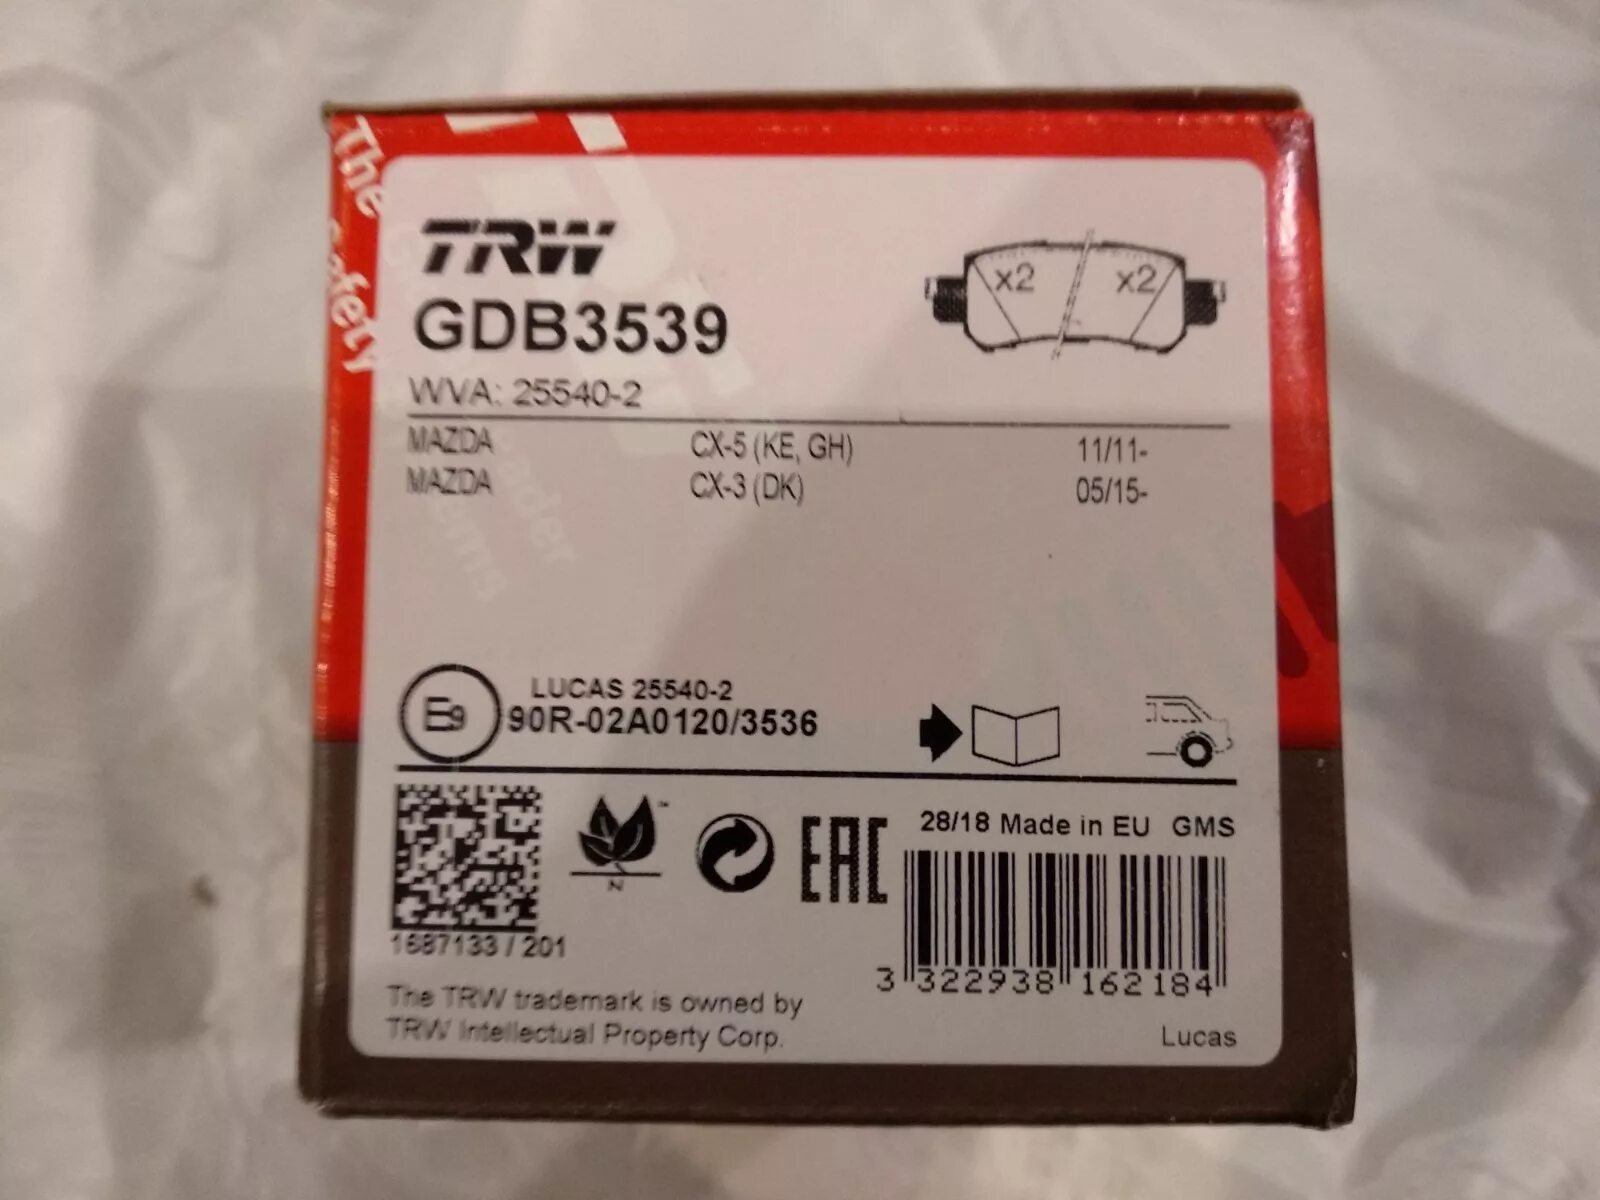 The
Safety
TRW
GDB3539
x2 x2
WVA: 25540-2
MAZDA CX-5 (KE, GH) 11/11-
MAZDA CX-3 (DK) 05/15-
LUCAS 25540-2
E9 90R-02A0120/3536
N
EAC
28/18 Made in EU GMS
1687133 / 201
3 322938 162184
The TRW trademark is owned by
TRW Intellectual Property Corp.
Lucas